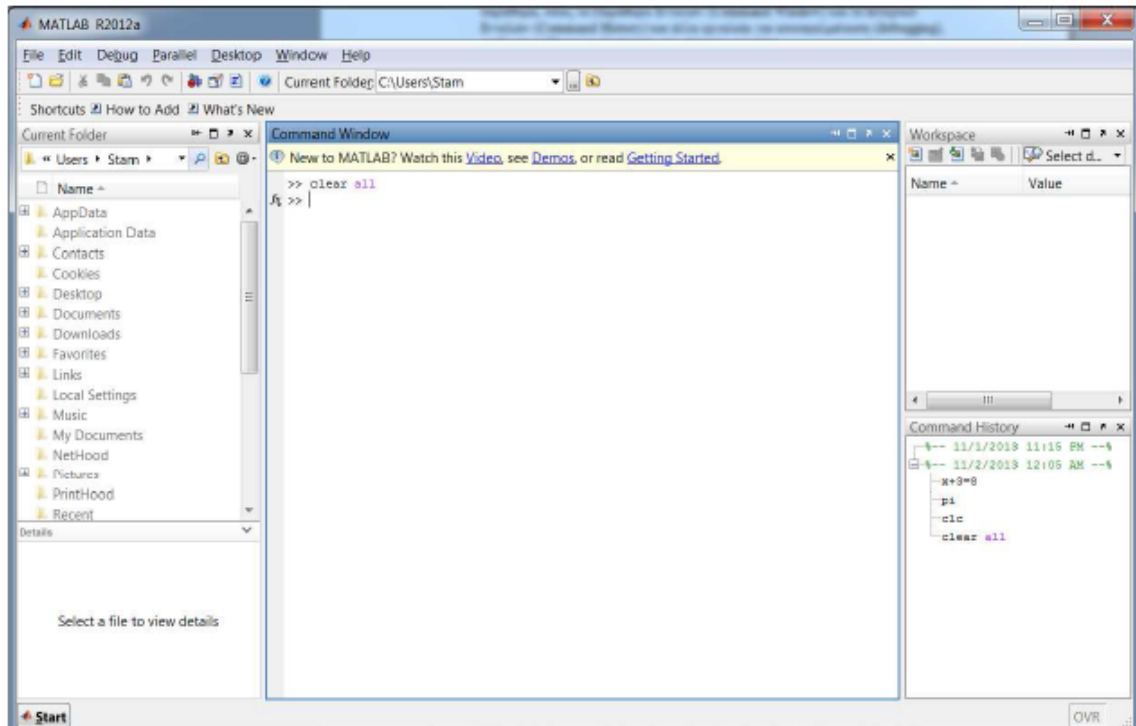 MATLAB R2012a
File Edit Debug Parallel Desktop Window Help
Current Folder: C:\Users\Stam
Shortcuts How to Add What's New
Current Folder
« Users Stam
Name
AppData
Application Data
Contacts
Cookies
Desktop
Documents
Downloads
Favorites
Links
Local Settings
Music
My Documents
NetHood
Pictures
PrintHood
Recent
Details
Select a file to view details
Command Window
New to MATLAB? Watch this Video, see Demos, or read Getting Started.
>> clear all
fx >>
Workspace
Select d...
Name Value
Command History
%-- 11/1/2013 11:15 PM --%
%-- 11/2/2013 12:05 AM --%
x+3=8
pi
clc
clear all
Start
OVR